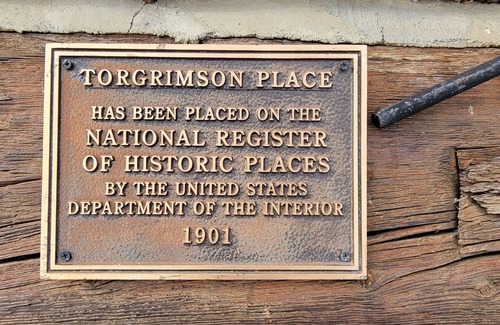 TORGRIMSON PLACE
HAS BEEN PLACED ON THE
NATIONAL REGISTER
OF HISTORIC PLACES
BY THE UNITED STATES
DEPARTMENT OF THE INTERIOR
1901